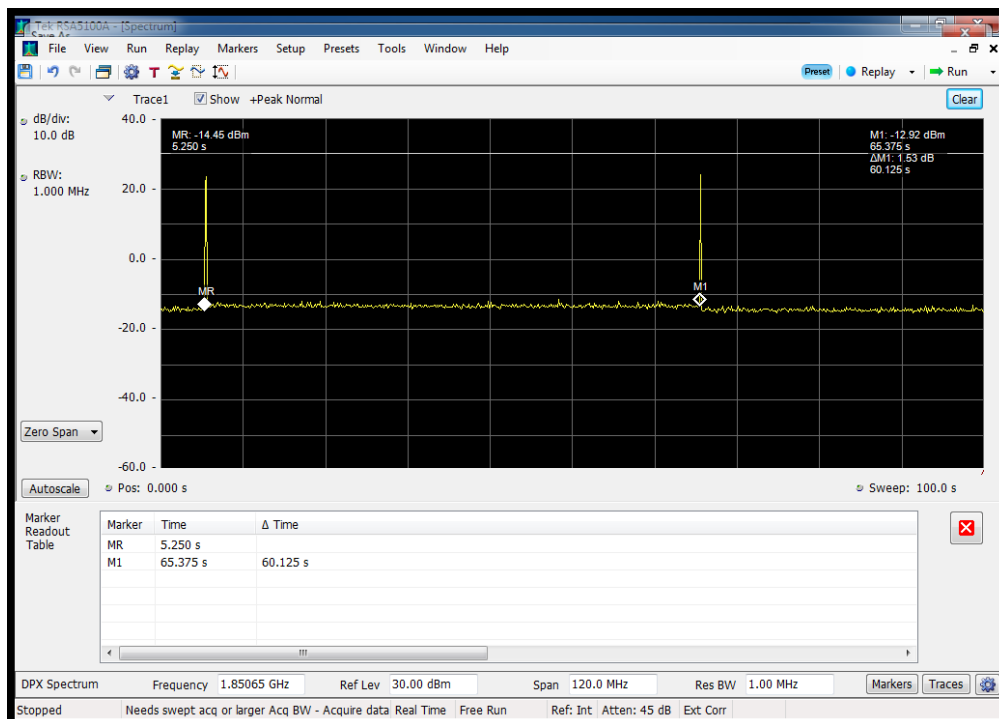 Tek RSA5100A - [Spectrum]
Save As
File View Run Replay Markers Setup Presets Tools Window Help
T Preset Replay Run
Trace1 Show +Peak Normal Clear
dB/div:
10.0 dB
RBW:
1.000 MHz
40.0
20.0
0.0
-20.0
-40.0
-60.0
MR: -14.45 dBm
5.250 s
M1: -12.92 dBm
65.375 s
ΔM1: 1.53 dB
60.125 s
MR
M1
Zero Span
Autoscale Pos: 0.000 s Sweep: 100.0 s
Marker
Readout
Table
Marker Time Δ Time
MR 5.250 s
M1 65.375 s 60.125 s
DPX Spectrum Frequency 1.85065 GHz Ref Lev 30.00 dBm Span 120.0 MHz Res BW 1.00 MHz Markers Traces
Stopped Needs swept acq or larger Acq BW - Acquire data Real Time Free Run Ref: Int Atten: 45 dB Ext Corr